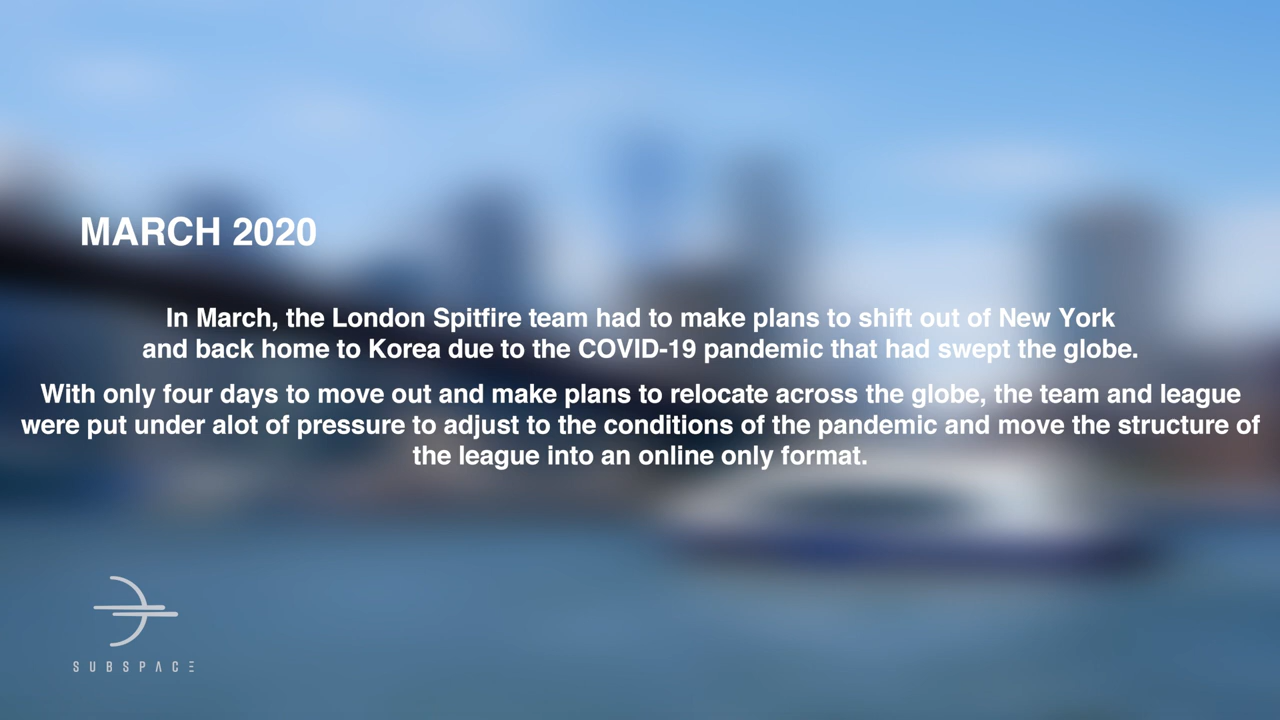 MARCH 2020
In March, the London Spitfire team had to make plans to shift out of New York
and back home to Korea due to the COVID-19 pandemic that had swept the globe.
With only four days to move out and make plans to relocate across the globe, the team and league
were put under alot of pressure to adjust to the conditions of the pandemic and move the structure of
the league into an online only format.
SUBSPACE